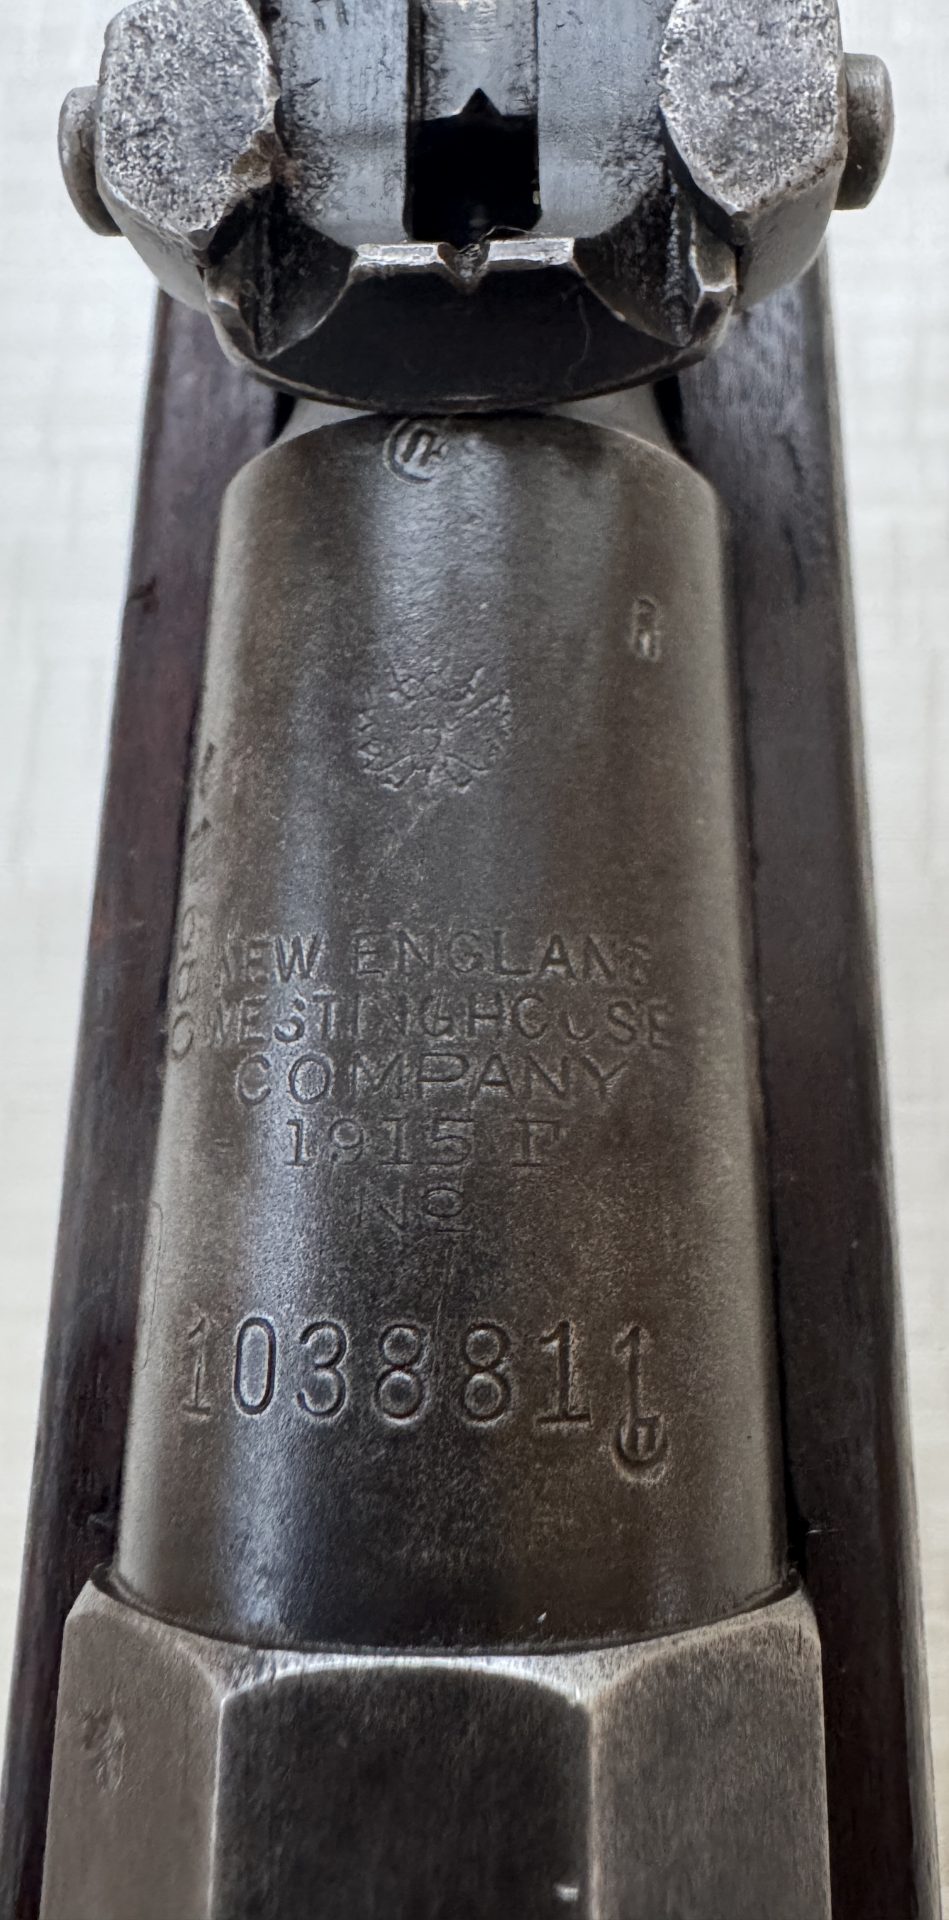 NEW ENGLAND
WESTINGHOUSE
COMPANY
1915 F
No
1038811